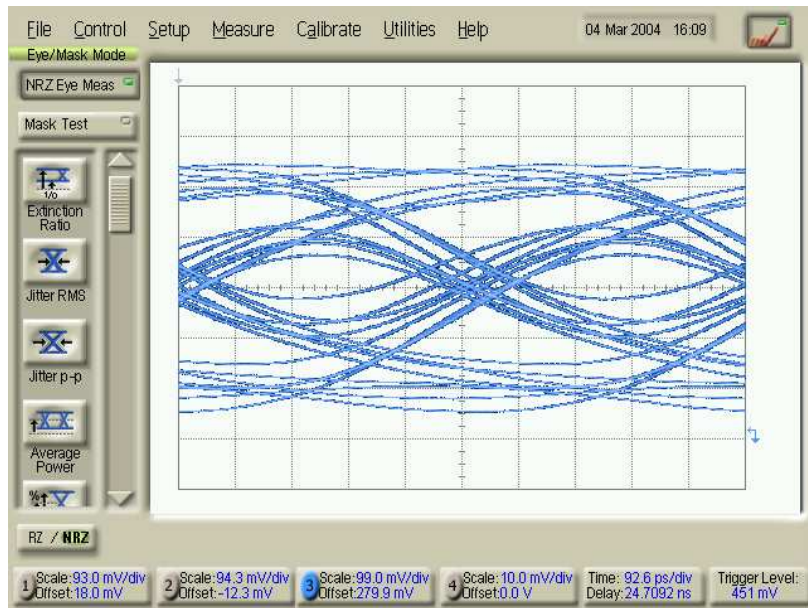 File Control Setup Measure Calibrate Utilities Help 04 Mar 2004 16:09
Eye/Mask Mode
NRZ Eye Meas
Mask Test
1/0
Extinction
Ratio
Jitter RMS
Jitter p-p
Average
Power
%
RZ / NRZ
1 Scale:93.0 mV/div
Offset:18.0 mV
2 Scale:94.3 mV/div
Offset:-12.3 mV
3 Scale:99.0 mV/div
Offset:279.9 mV
4 Scale:10.0 mV/div
Offset:0.0 V
Time: 92.6 ps/div
Delay:24.7092 ns
Trigger Level:
451 mV